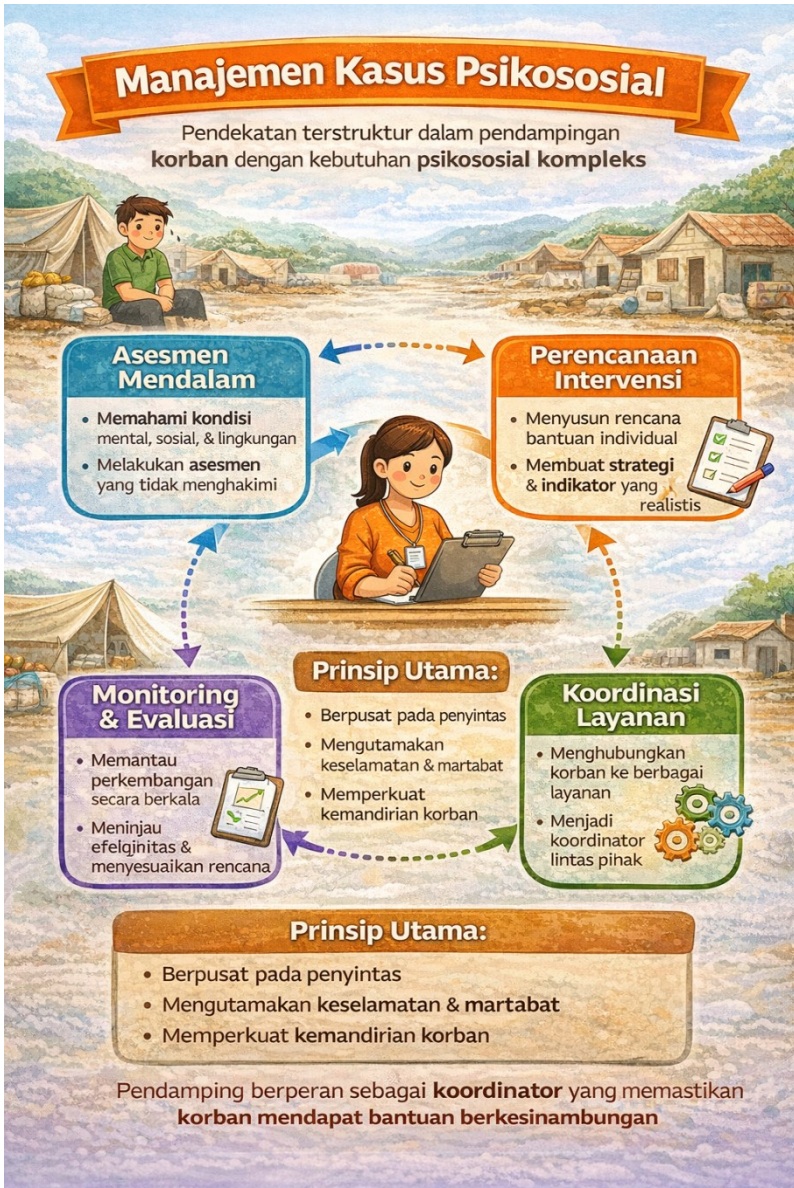 Manajemen Kasus Psikososial
Pendekatan terstruktur dalam pendampingan
korban dengan kebutuhan psikososial kompleks
Asesmen
Mendalam
• Memahami kondisi
mental, sosial, & lingkungan
• Melakukan asesmen
yang tidak menghakimi
Perencanaan
Intervensi
• Menyusun rencana
bantuan individual
• Membuat strategi
& indikator yang
realistis
Monitoring
& Evaluasi
• Memantau
perkembangan
secara berkala
• Meninjau
efelqinitas &
menyesuaikan rencana
Prinsip Utama:
• Berpusat pada penyintas
• Mengutamakan
keselamatan & martabat
• Memperkuat
kemandirian korban
Koordinasi
Layanan
• Menghubungkan
korban ke berbagai
layanan
• Menjadi
koordinator
lintas pihak
Prinsip Utama:
• Berpusat pada penyintas
• Mengutamakan keselamatan & martabat
• Memperkuat kemandirian korban
Pendamping berperan sebagai koordinator yang memastikan
korban mendapat bantuan berkesinambungan